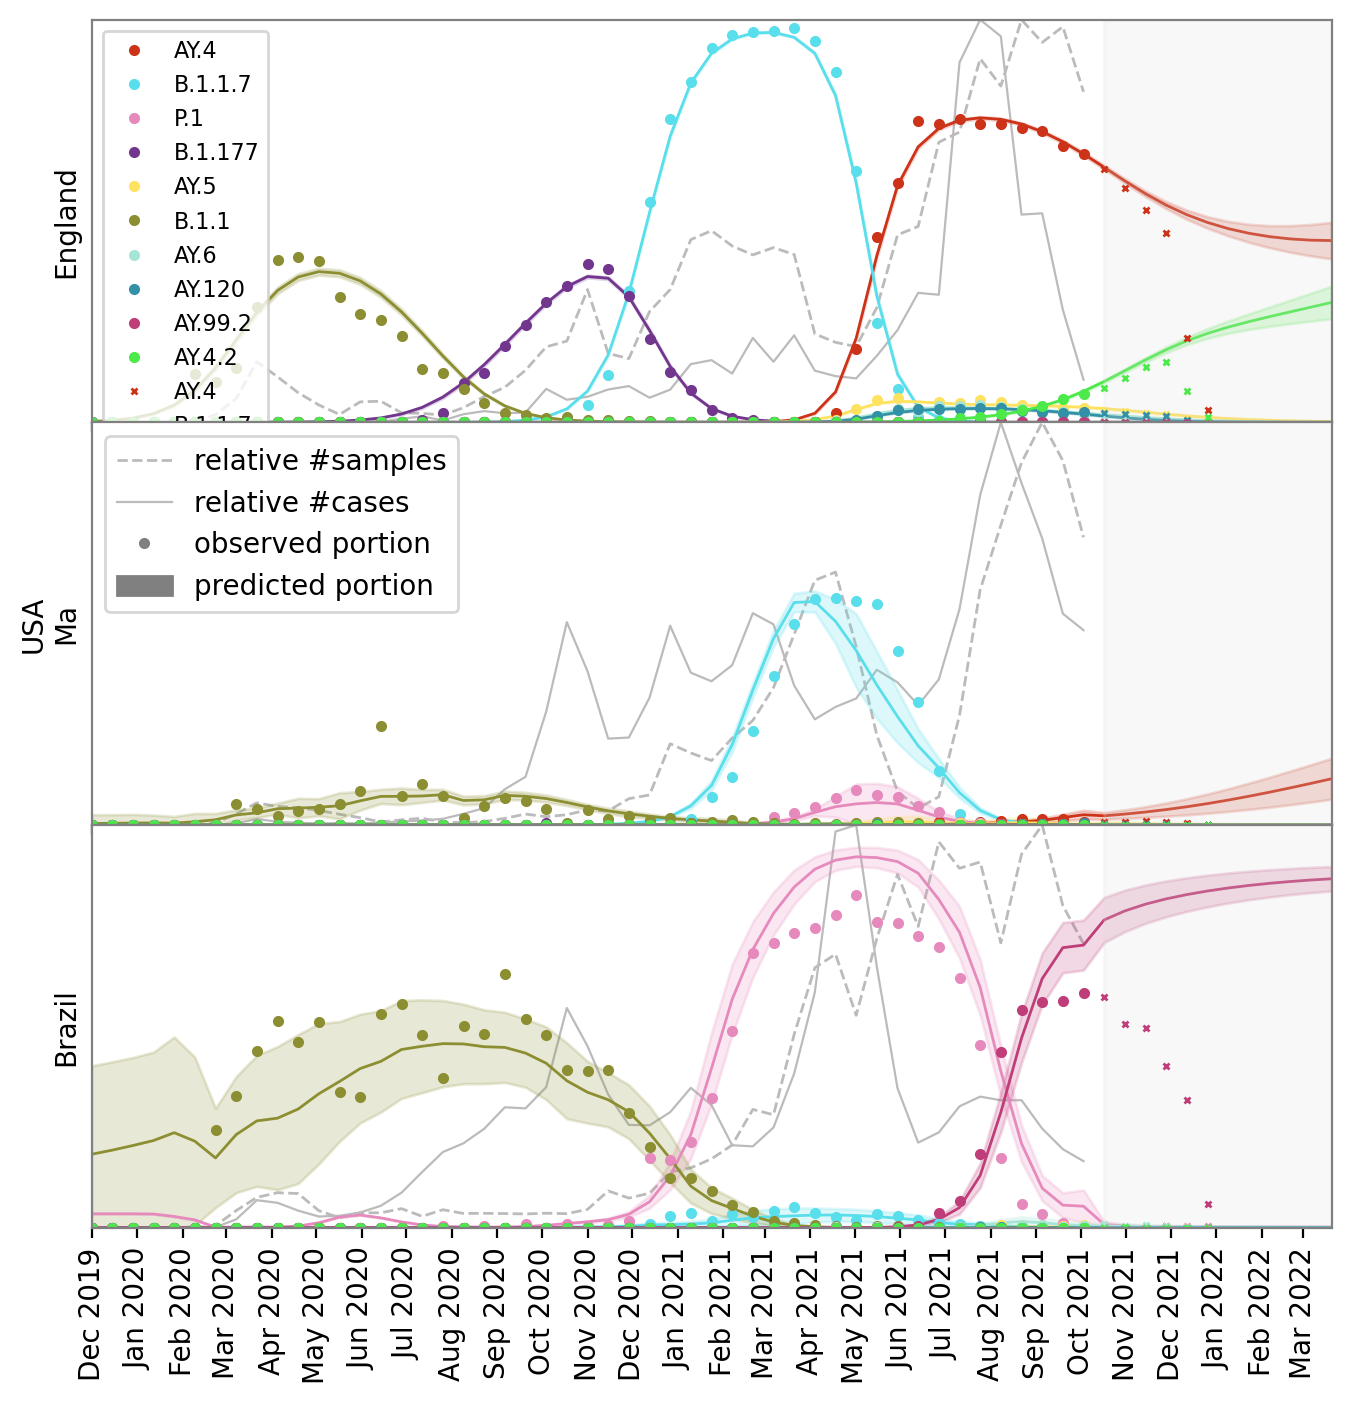 England
AY.4
B.1.1.7
P.1
B.1.177
AY.5
B.1.1
AY.6
AY.120
AY.99.2
AY.4.2
AY.4
B.1.1.7
USA
Ma
relative #samples
relative #cases
observed portion
predicted portion
Brazil
Dec 2019
Jan 2020
Feb 2020
Mar 2020
Apr 2020
May 2020
Jun 2020
Jul 2020
Aug 2020
Sep 2020
Oct 2020
Nov 2020
Dec 2020
Jan 2021
Feb 2021
Mar 2021
Apr 2021
May 2021
Jun 2021
Jul 2021
Aug 2021
Sep 2021
Oct 2021
Nov 2021
Dec 2021
Jan 2022
Feb 2022
Mar 2022